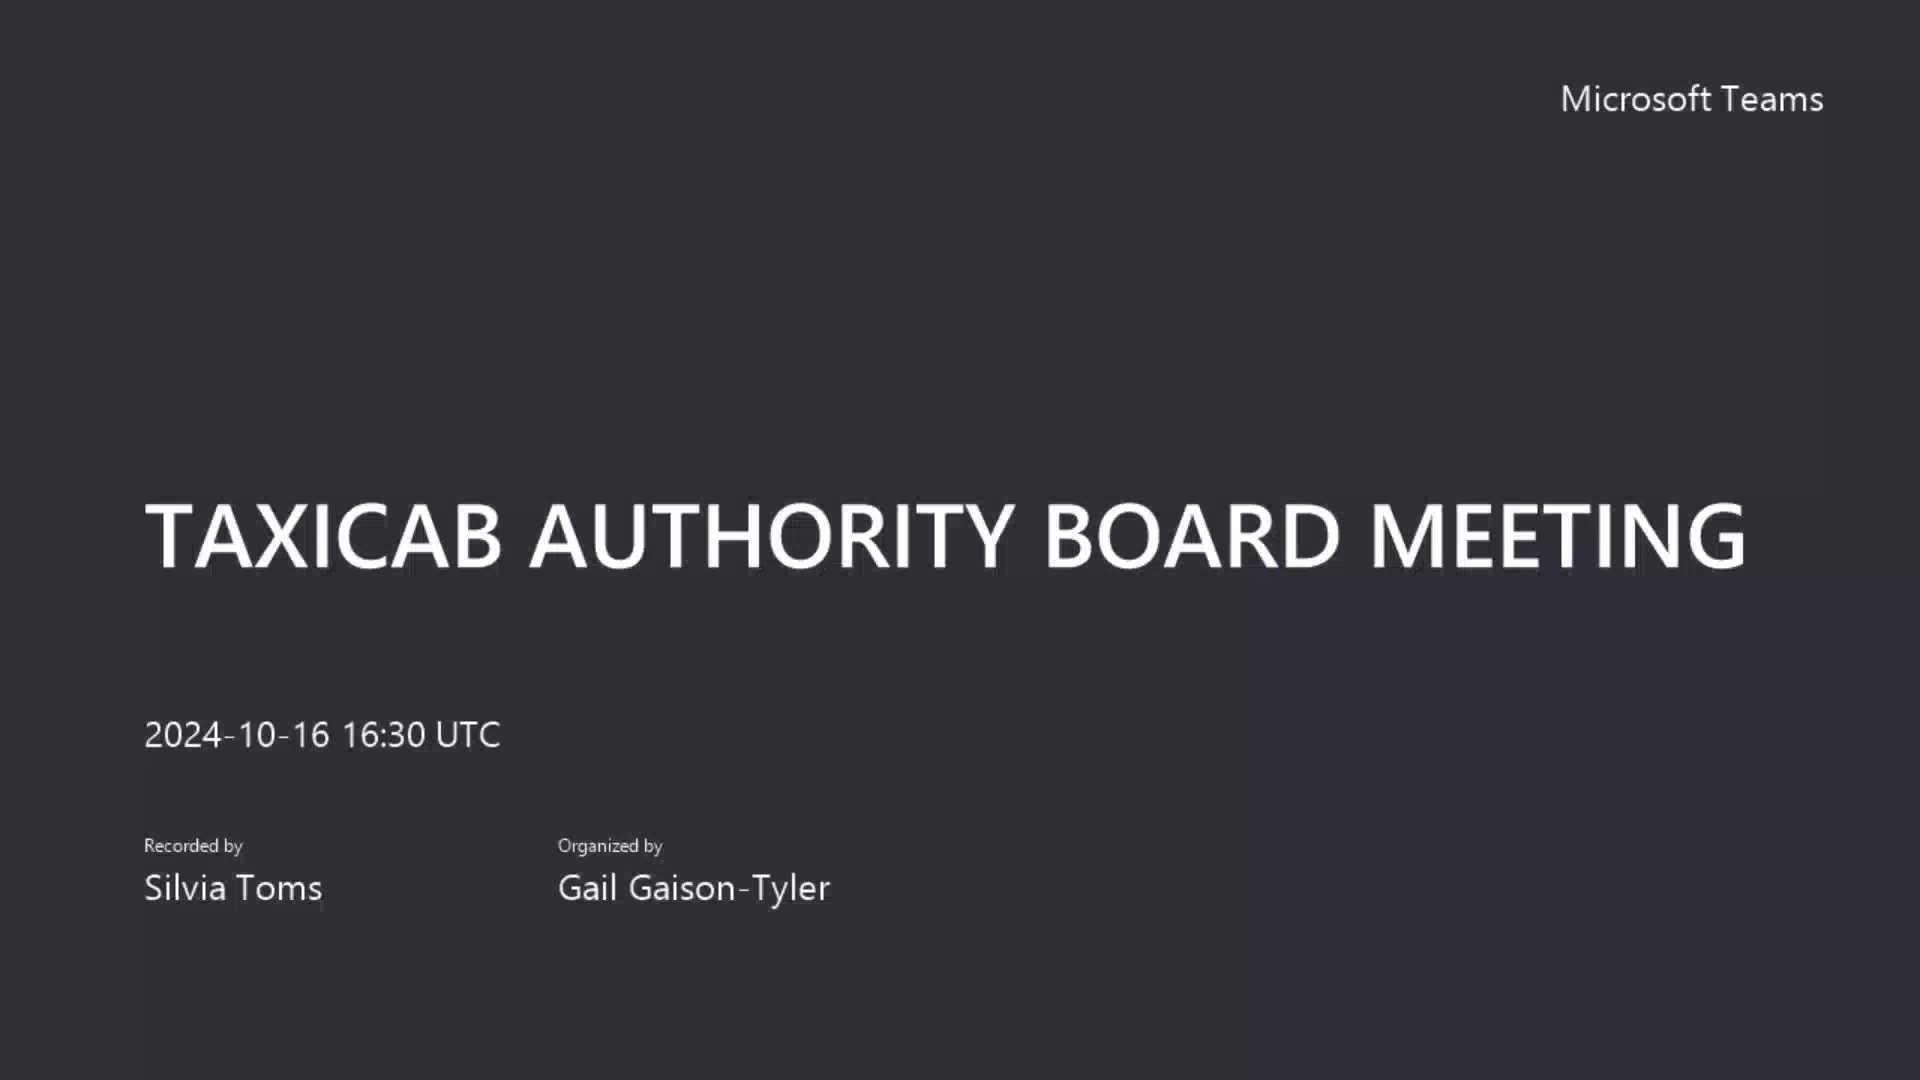 Microsoft Teams
TAXICAB AUTHORITY BOARD MEETING
2024-10-16 16:30 UTC
Recorded by
Silvia Toms
Organized by
Gail Gaison-Tyler